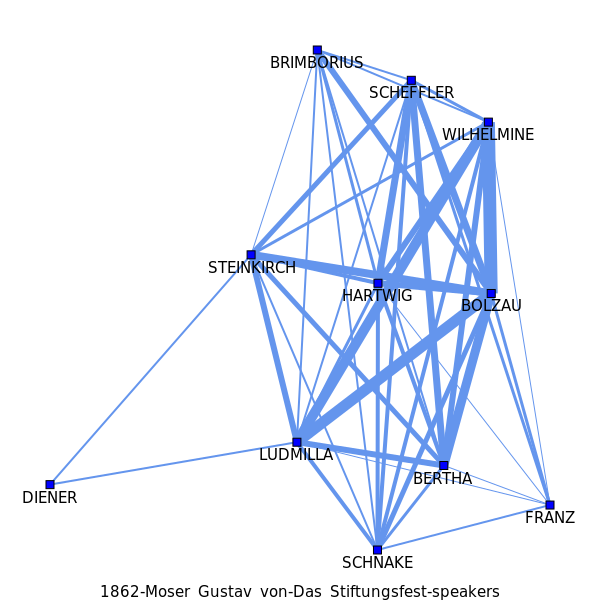 BRIMBORIUS
SCHEFFLER
WILHELMINE
STEINKIRCH
HARTWIG
BOLZAU
LUDMILLA
BERTHA
DIENER
FRANZ
SCHNAKE
1862-Moser Gustav von-Das Stiftungsfest-speakers